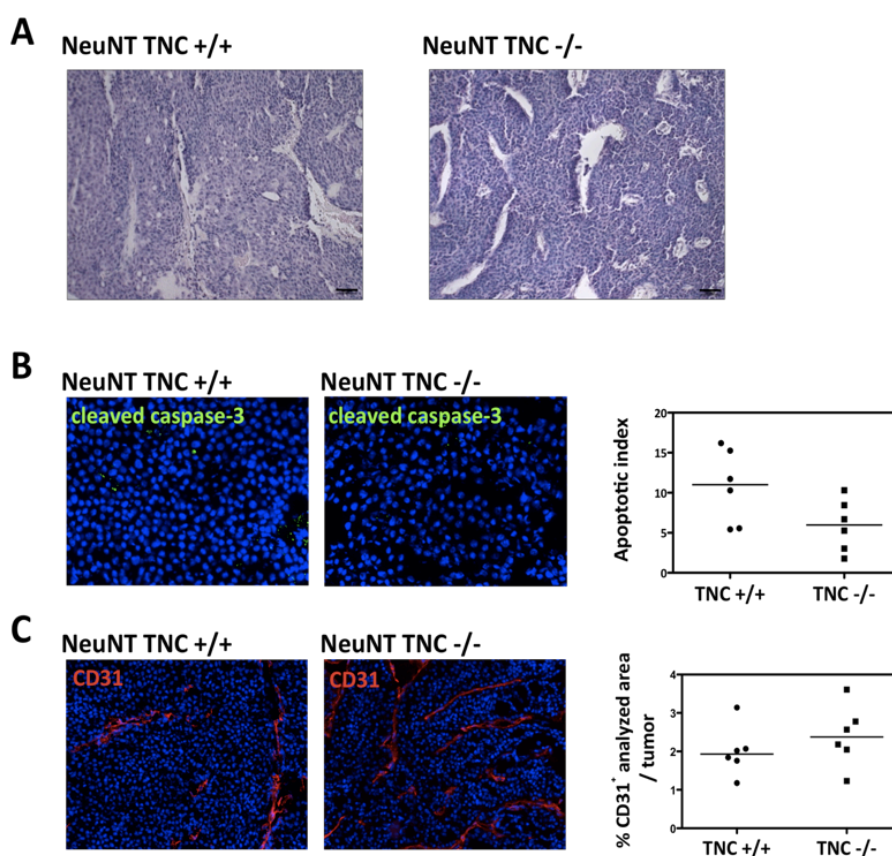 A
NeuNT TNC +/+
NeuNT TNC -/-
B
NeuNT TNC +/+
NeuNT TNC -/-
cleaved caspase-3
cleaved caspase-3
Apoptotic index
20
15
10
5
0
TNC +/+
TNC -/-
C
NeuNT TNC +/+
NeuNT TNC -/-
CD31
CD31
% CD31⁺ analyzed area
/ tumor
4
3
2
1
0
TNC +/+
TNC -/-